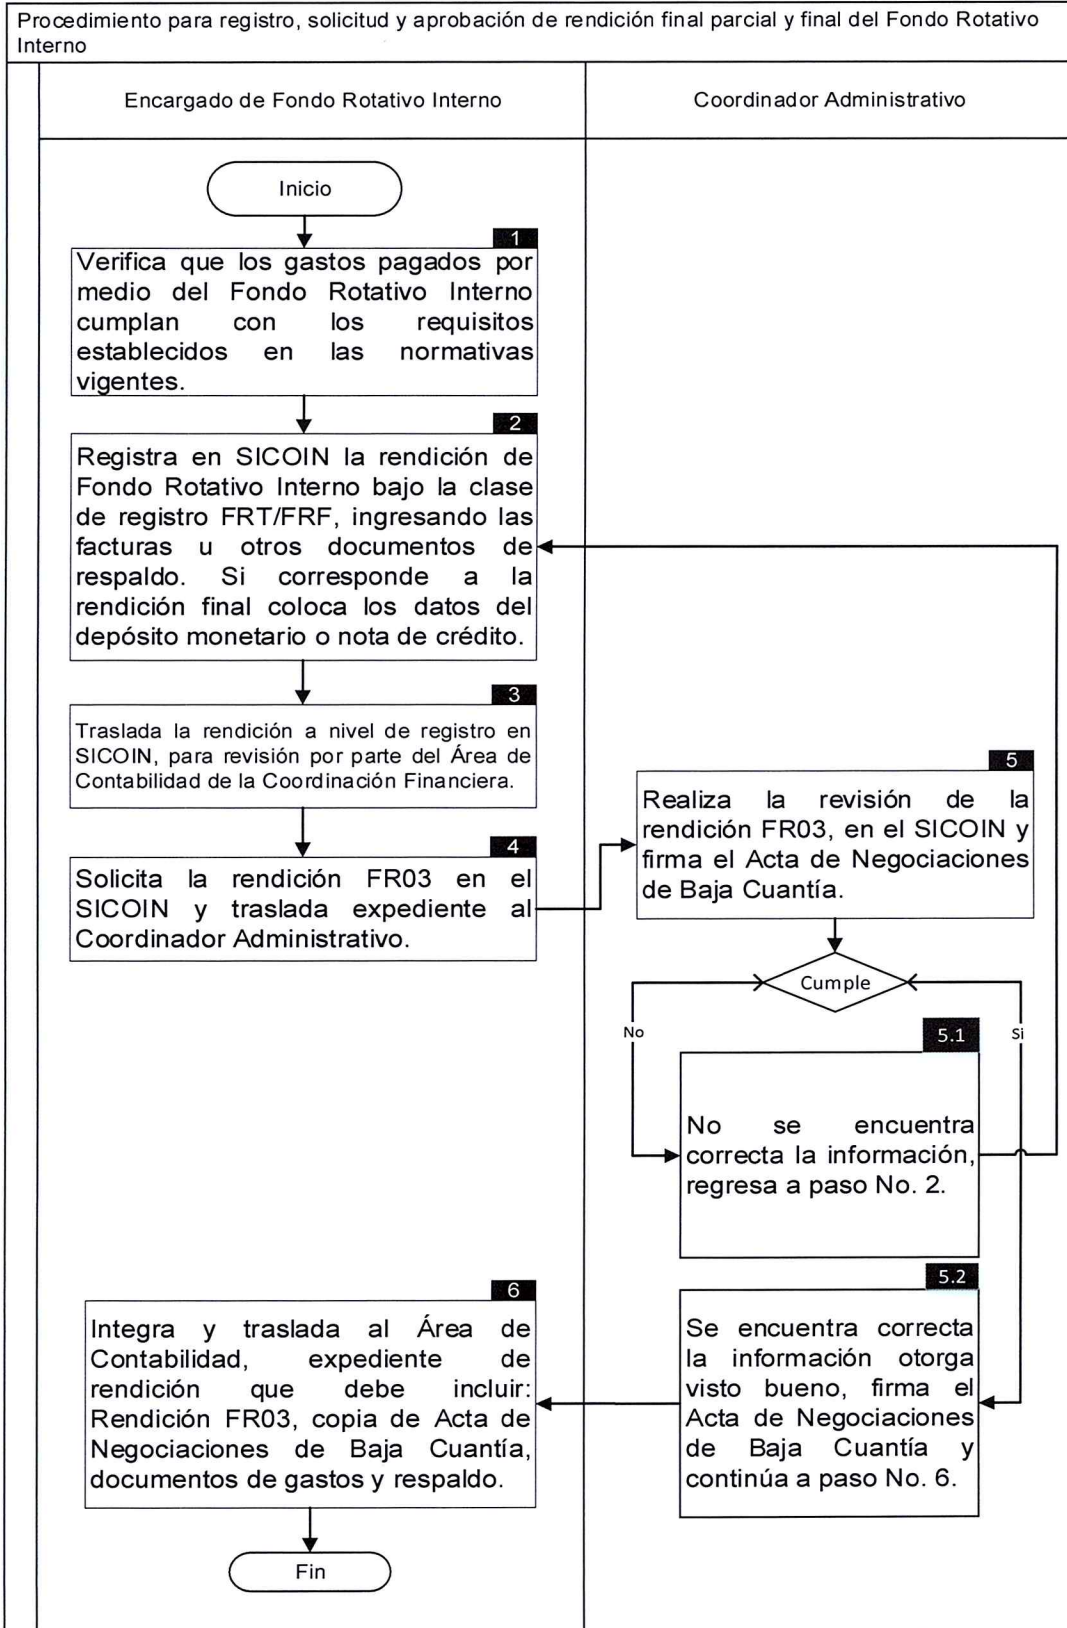 Procedimiento para registro, solicitud y aprobación de rendición final parcial y final del Fondo Rotativo
Interno
Encargado de Fondo Rotativo Interno
Coordinador Administrativo
Inicio
1
Verifica que los gastos pagados por
medio del Fondo Rotativo Interno
cumplan con los requisitos
establecidos en las normativas
vigentes.
2
Registra en SICOIN la rendición de
Fondo Rotativo Interno bajo la clase
de registro FRT/FRF, ingresando las
facturas u otros documentos de
respaldo. Si corresponde a la
rendición final coloca los datos del
depósito monetario o nota de crédito.
3
Traslada la rendición a nivel de registro en
SICOIN, para revisión por parte del Área de
Contabilidad de la Coordinación Financiera.
4
Solicita la rendición FR03 en el
SICOIN y traslada expediente al
Coordinador Administrativo.
5
Realiza la revisión de la
rendición FR03, en el SICOIN y
firma el Acta de Negociaciones
de Baja Cuantía.
Cumple
No
Si
5.1
No se encuentra
correcta la información,
regresa a paso No. 2.
5.2
Se encuentra correcta
la información otorga
visto bueno, firma el
Acta de Negociaciones
de Baja Cuantía y
continúa a paso No. 6.
6
Integra y traslada al Área de
Contabilidad, expediente de
rendición que debe incluir:
Rendición FR03, copia de Acta de
Negociaciones de Baja Cuantía,
documentos de gastos y respaldo.
Fin